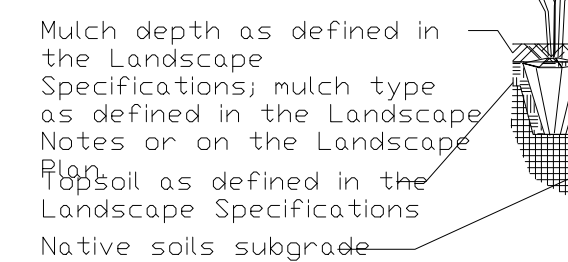 Mulch depth as defined in
the Landscape
Specifications; mulch type
as defined in the Landscape
Notes or on the Landscape
Plan.
Topsoil as defined in the
Landscape Specifications
Native soils subgrade